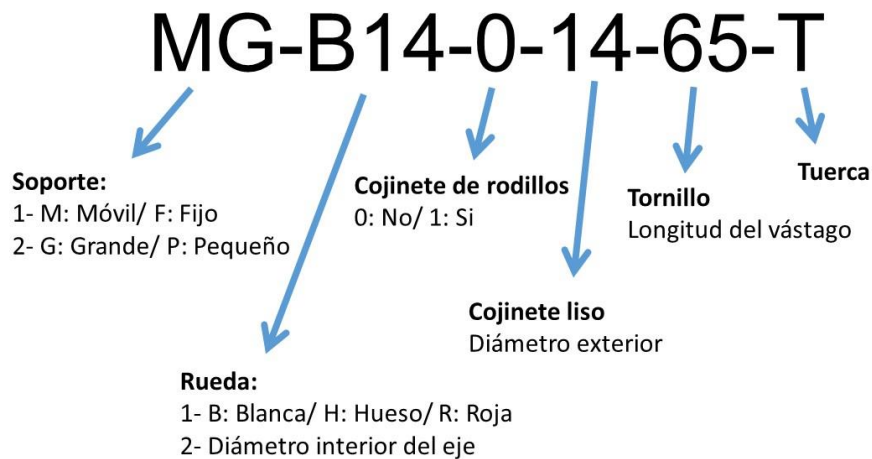 MG-B14-0-14-65-T
Soporte:
1- M: Móvil/ F: Fijo
2- G: Grande/ P: Pequeño
Cojinete de rodillos
0: No/ 1: Si
Tornillo
Longitud del vástago
Tuerca
Cojinete liso
Diámetro exterior
Rueda:
1- B: Blanca/ H: Hueso/ R: Roja
2- Diámetro interior del eje